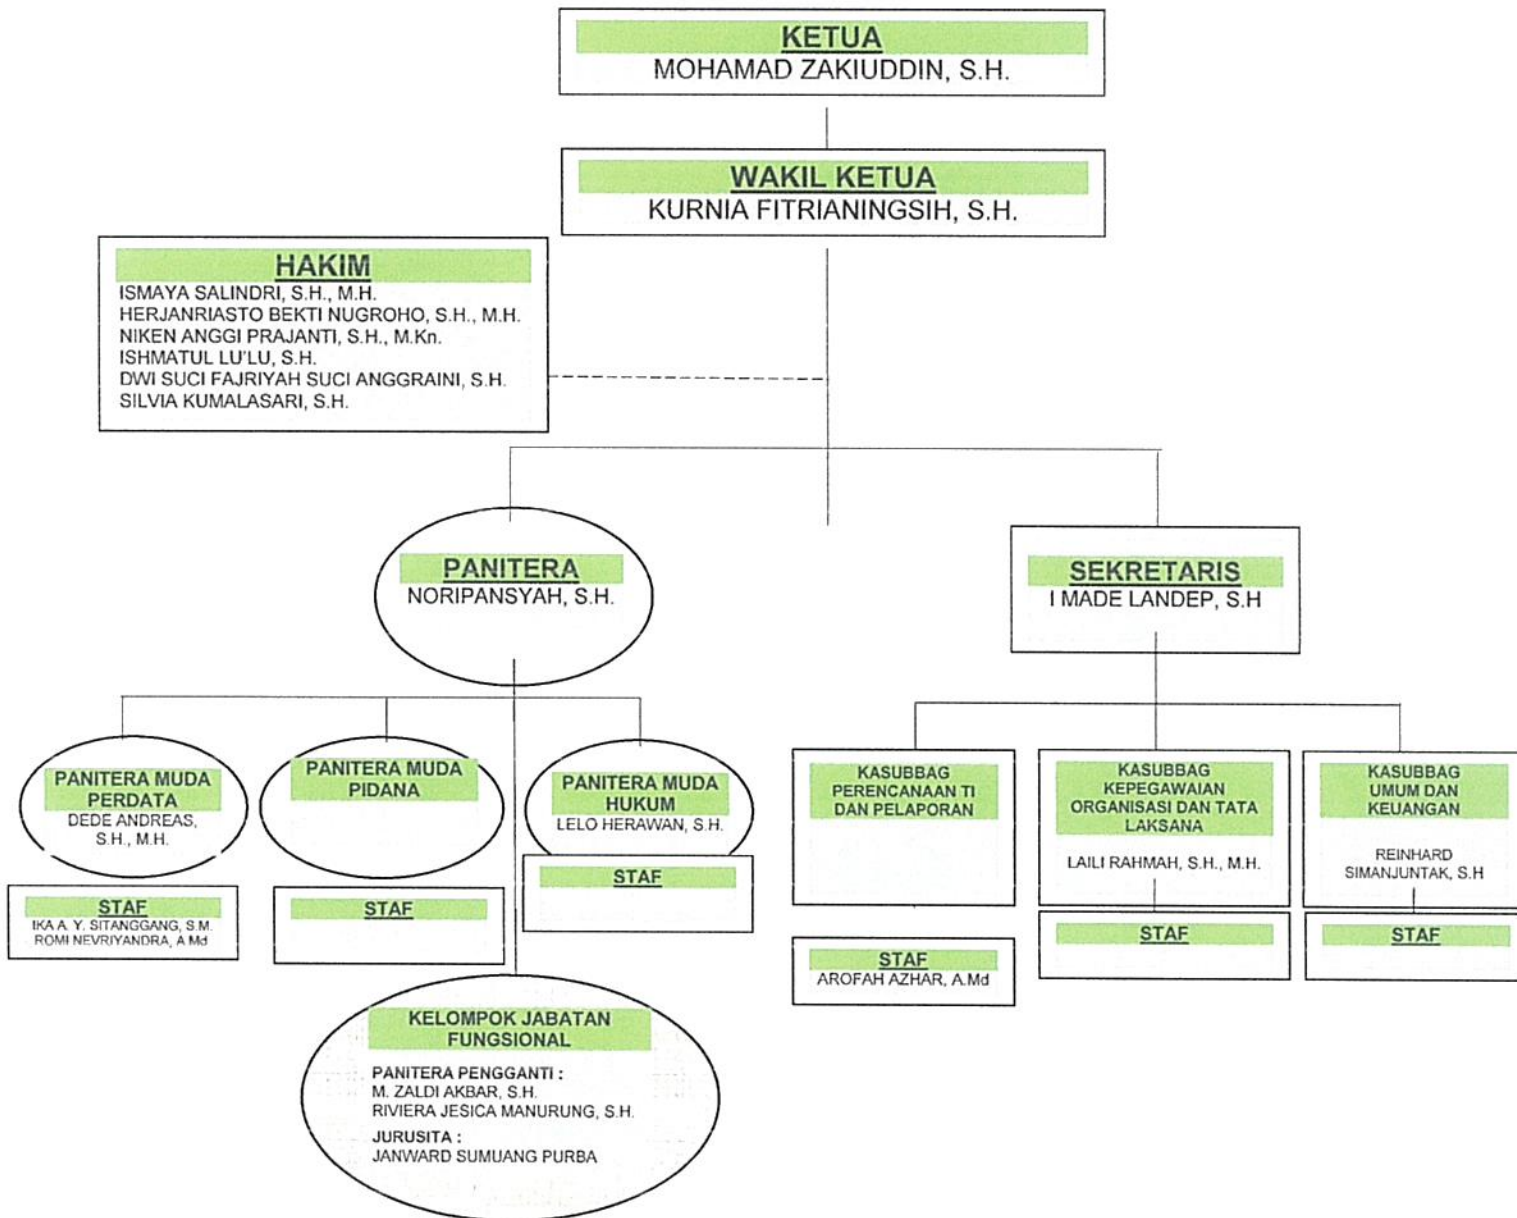 KETUA
MOHAMAD ZAKIUDDIN, S.H.
WAKIL KETUA
KURNIA FITRIANINGSIH, S.H.
HAKIM
ISMAYA SALINDRI, S.H., M.H.
HERJANRIASTO BEKTI NUGROHO, S.H., M.H.
NIKEN ANGGI PRAJANTI, S.H., M.Kn.
ISHMATUL LU'LU, S.H.
DWI SUCI FAJRIYAH SUCI ANGGRAINI, S.H.
SILVIA KUMALASARI, S.H.
PANITERA
NORIPANSYAH, S.H.
SEKRETARIS
I MADE LANDEP, S.H
PANITERA MUDA
PERDATA
DEDE ANDREAS,
S.H., M.H.
STAF
IKA A. Y. SITANGGANG, S.M.
ROMI NEVRIYANDRA, A.Md
PANITERA MUDA
PIDANA
STAF
PANITERA MUDA
HUKUM
LELO HERAWAN, S.H.
STAF
KELOMPOK JABATAN
FUNGSIONAL
PANITERA PENGGANTI :
M. ZALDI AKBAR, S.H.
RIVIERA JESICA MANURUNG, S.H.
JURUSITA :
JANWARD SUMUANG PURBA
KASUBBAG
PERENCANAAN TI
DAN PELAPORAN
STAF
AROFAH AZHAR, A.Md
KASUBBAG
KEPEGAWAIAN
ORGANISASI DAN TATA
LAKSANA
LAILI RAHMAH, S.H., M.H.
STAF
KASUBBAG
UMUM DAN
KEUANGAN
REINHARD
SIMANJUNTAK, S.H
STAF